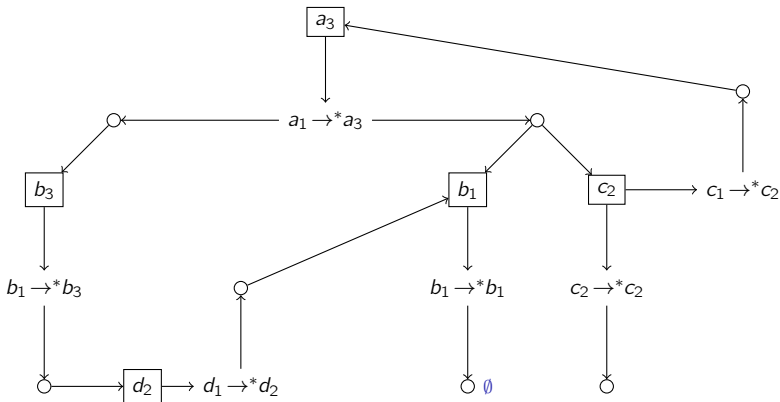 a₃
a₁ →* a₃
b₃ b₁ c₂ c₁ →* c₂
b₁ →* b₃ b₁ →* b₁ c₂ →* c₂
d₂ d₁ →* d₂ ∅